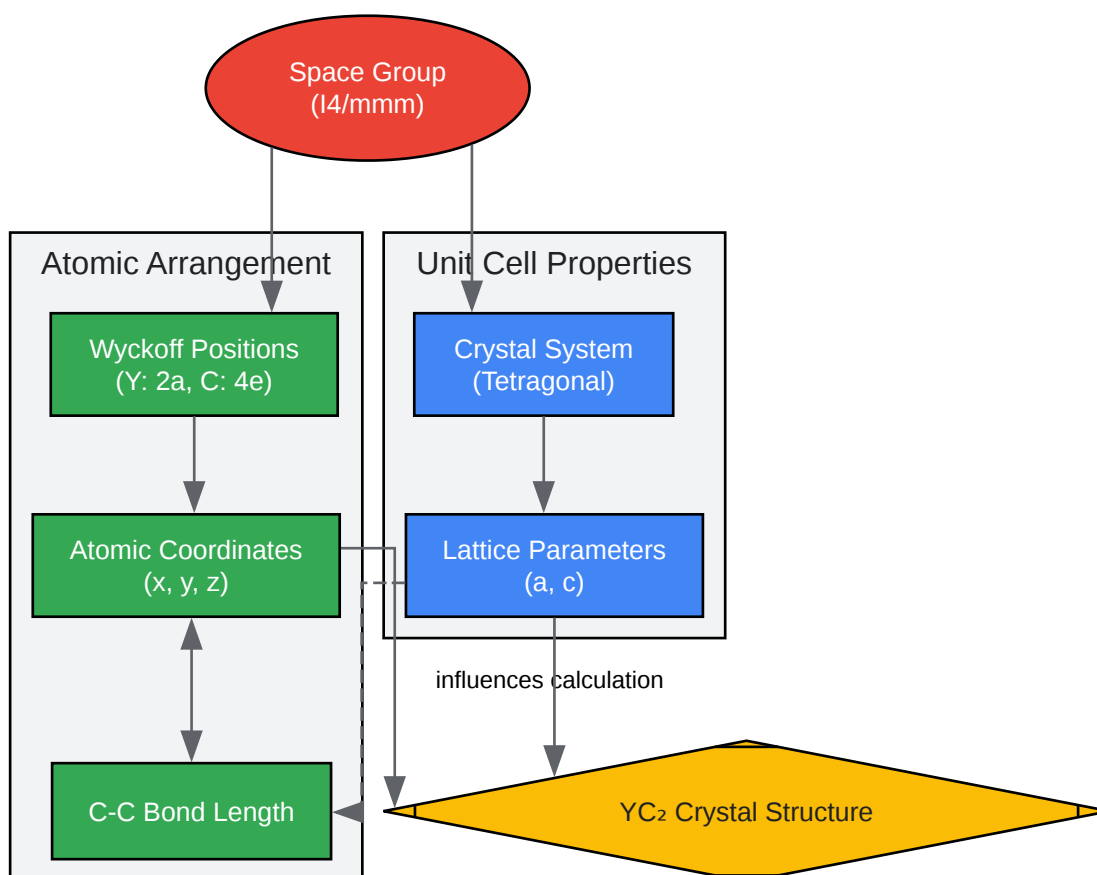 Space Group
(I4/mmm)
Atomic Arrangement
Unit Cell Properties
Wyckoff Positions
(Y: 2a, C: 4e)
Crystal System
(Tetragonal)
Atomic Coordinates
(x, y, z)
Lattice Parameters
(a, c)
influences calculation
C-C Bond Length
YC₂ Crystal Structure